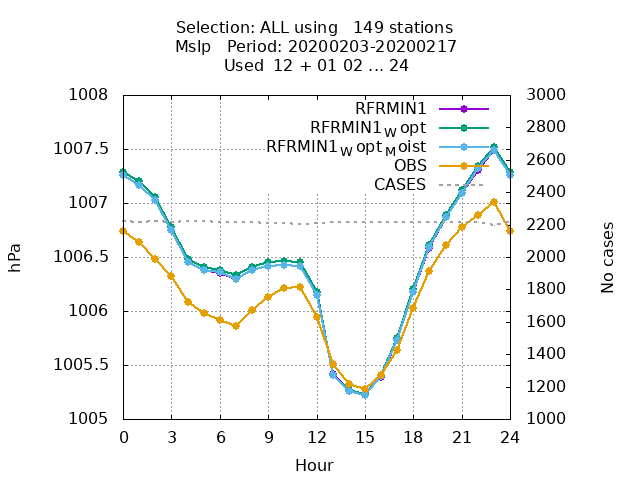 Selection: ALL using   149 stations
Mslp   Period: 20200203-20200217
Used  12 + 01 02 ... 24
1008
1007.5
1007
1006.5
1006
1005.5
1005
hPa
RFRMIN1
RFRMIN1WOpt
RFRMIN1WoptMoist
OBS
CASES
3000
2800
2600
2400
2200
2000
1800
1600
1400
1200
1000
No cases
0 3 6 9 12 15 18 21 24
Hour